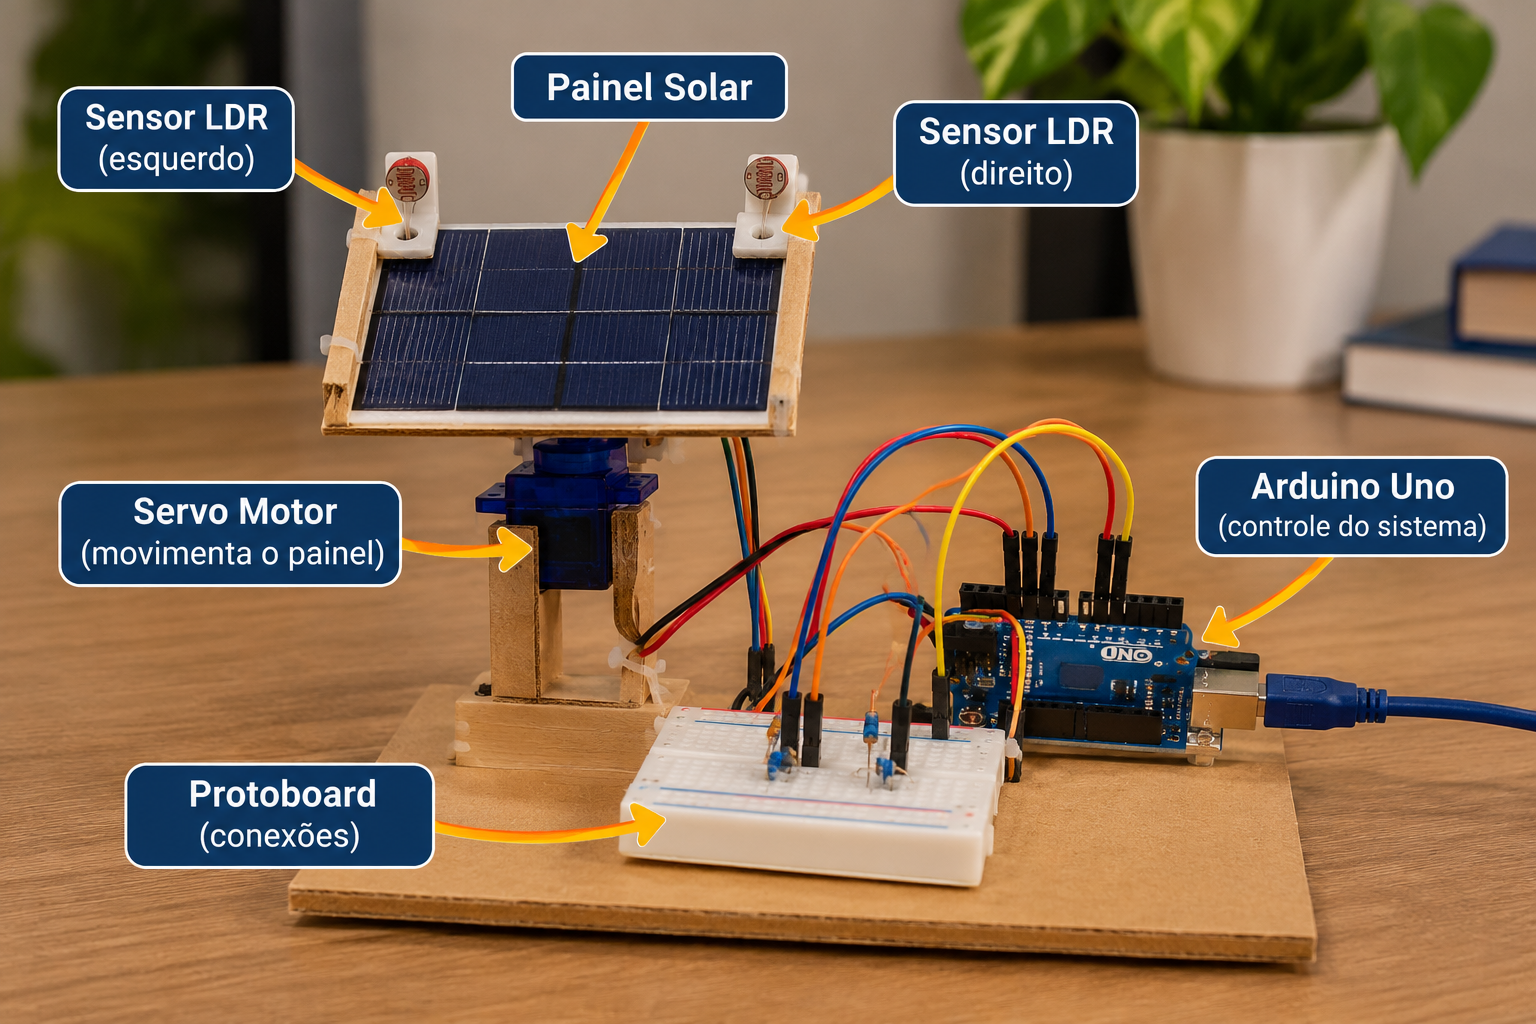 Painel Solar
Sensor LDR
(esquerdo)
Sensor LDR
(direito)
Servo Motor
(movimenta o painel)
Arduino Uno
(controle do sistema)
UNO
Protoboard
(conexões)